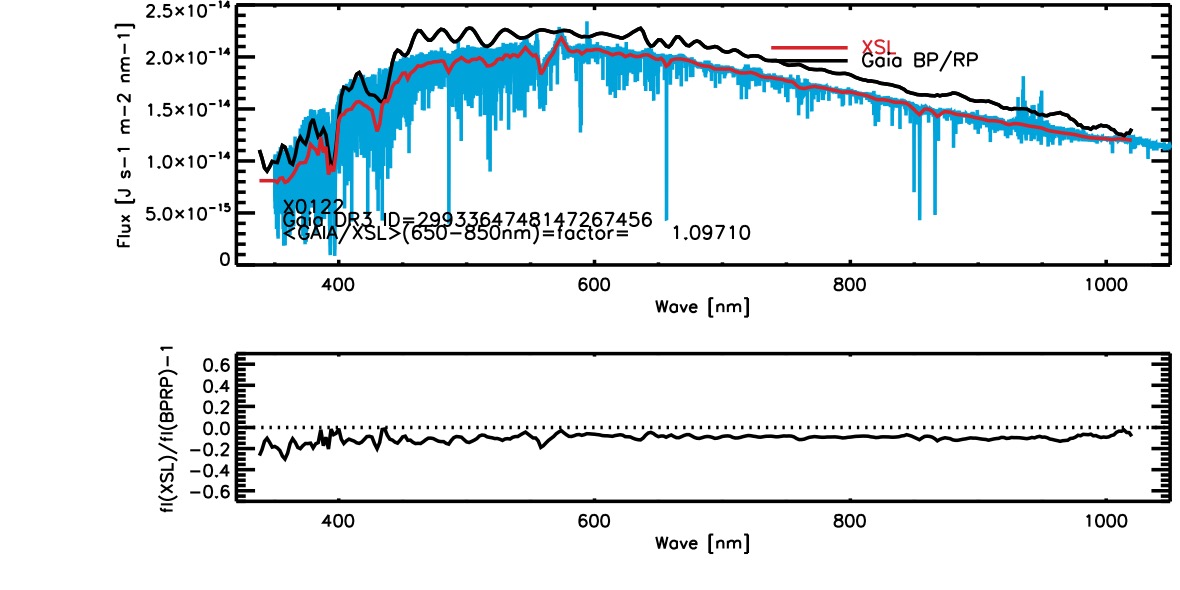 2.5×10⁻¹⁴
2.0×10⁻¹⁴
1.5×10⁻¹⁴
1.0×10⁻¹⁴
5.0×10⁻¹⁵
0
Flux [J s-1 m-2 nm-1]
XSL
Gaia BP/RP
X0122
Gaia DR3 ID=2993364748147267456
<GAIA/XSL>(650-850nm)=factor= 1.09710
400 600 800 1000
Wave [nm]
0.6
0.4
0.2
0.0
-0.2
-0.4
-0.6
fl(XSL)/fl(BPRP)-1
400 600 800 1000
Wave [nm]